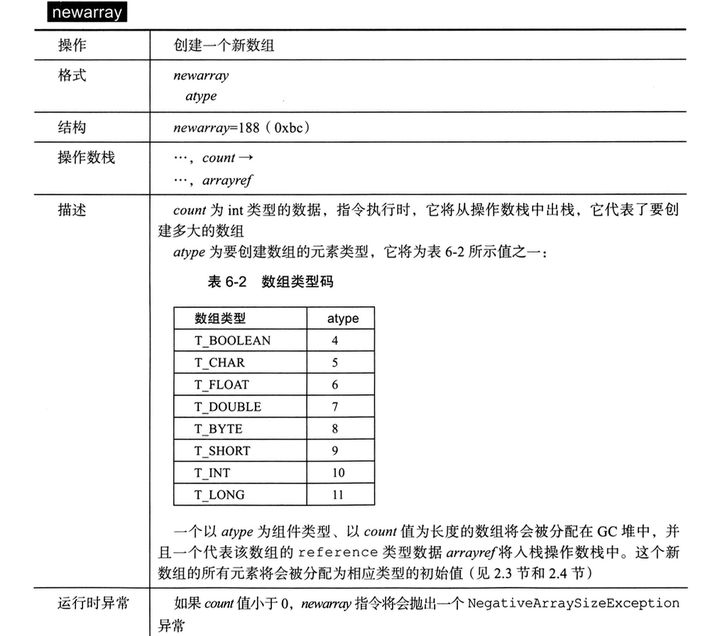 newarray
操作 创建一个新数组
格式 newarray
atype
结构 newarray=188（0xbc）
操作数栈 …，count →
…，arrayref
描述 count 为 int 类型的数据，指令执行时，它将从操作数栈中出栈，它代表了要创
建多大的数组
atype 为要创建数组的元素类型，它将为表 6-2 所示值之一：
表 6-2 数组类型码
数组类型 atype
T_BOOLEAN 4
T_CHAR 5
T_FLOAT 6
T_DOUBLE 7
T_BYTE 8
T_SHORT 9
T_INT 10
T_LONG 11
一个以 atype 为组件类型、以 count 值为长度的数组将会被分配在 GC 堆中，并
且一个代表该数组的 reference 类型数据 arrayref 将入栈操作数栈中。这个新
数组的所有元素将会被分配为相应类型的初始值（见 2.3 节和 2.4 节）
运行时异常 如果 count 值小于 0，newarray 指令将会抛出一个 NegativeArraySizeException
异常